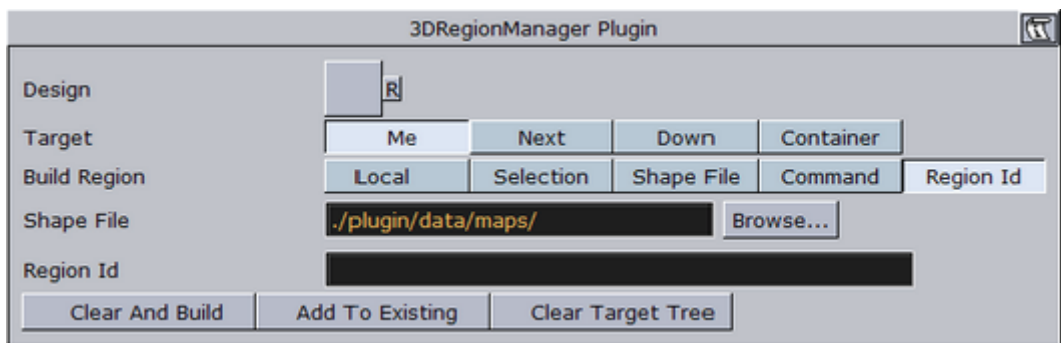 3DRegionManager Plugin
Design R
Target Me Next Down Container
Build Region Local Selection Shape File Command Region Id
Shape File ./plugin/data/maps/ Browse...
Region Id
Clear And Build Add To Existing Clear Target Tree